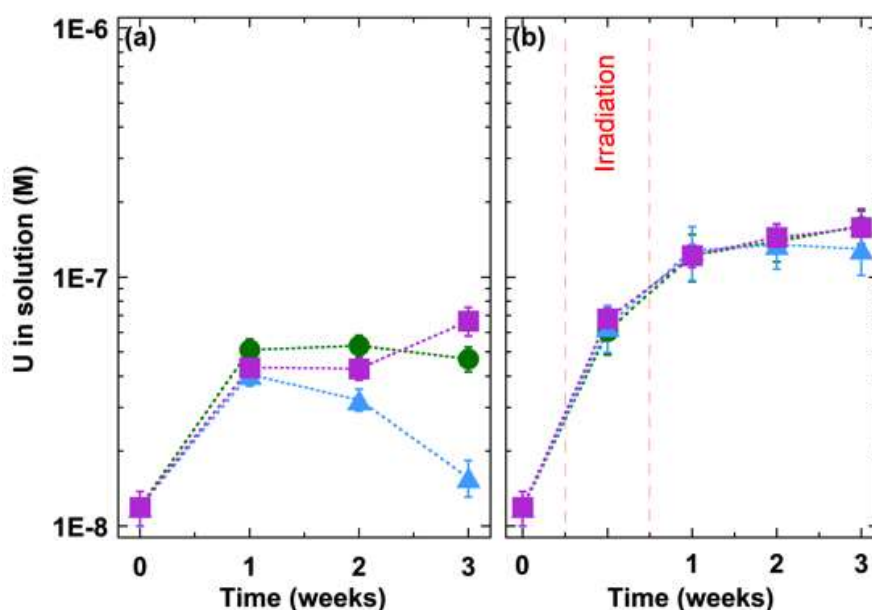 (a)
(b)
1E-6
1E-7
1E-8
U in solution (M)
Irradiation
0 1 2 3
0 1 2 3
Time (weeks)
Time (weeks)